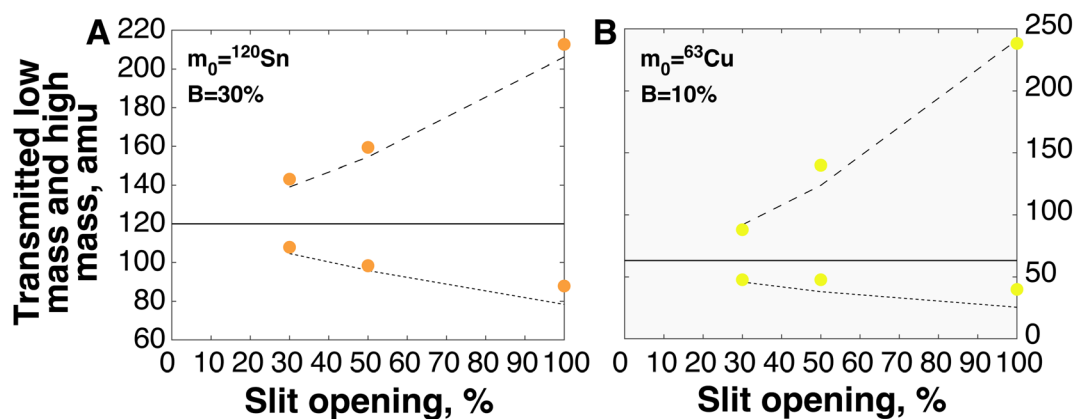 A
m0=120Sn
B=30%
220
200
180
160
140
120
100
80
60
0 10 20 30 40 50 60 70 80 90 100
Slit opening, %
Transmitted low
mass and high
mass, amu
B
m0=63Cu
B=10%
250
200
150
100
50
0
0 10 20 30 40 50 60 70 80 90 100
Slit opening, %